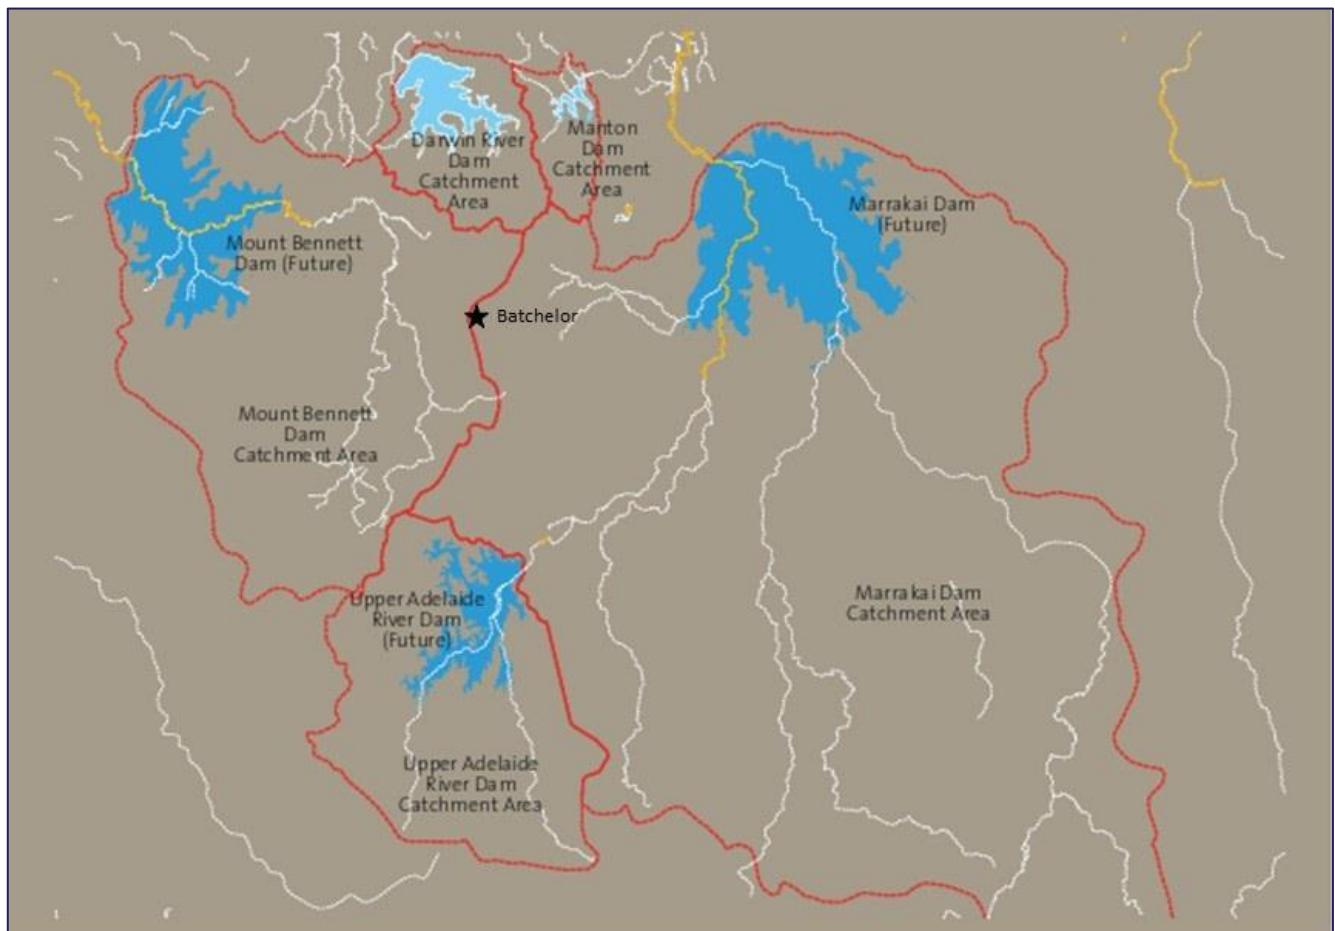 Darwin River
Dam
Catchment
Area
Manton
Dam
Catchment
Area
Marrakai Dam
(Future)
Mount Bennett
Dam (Future)
Batchelor
Mount Bennett
Dam
Catchment Area
Upper Adelaide
River Dam
(Future)
Marrakai Dam
Catchment Area
Upper Adelaide
River Dam
Catchment Area